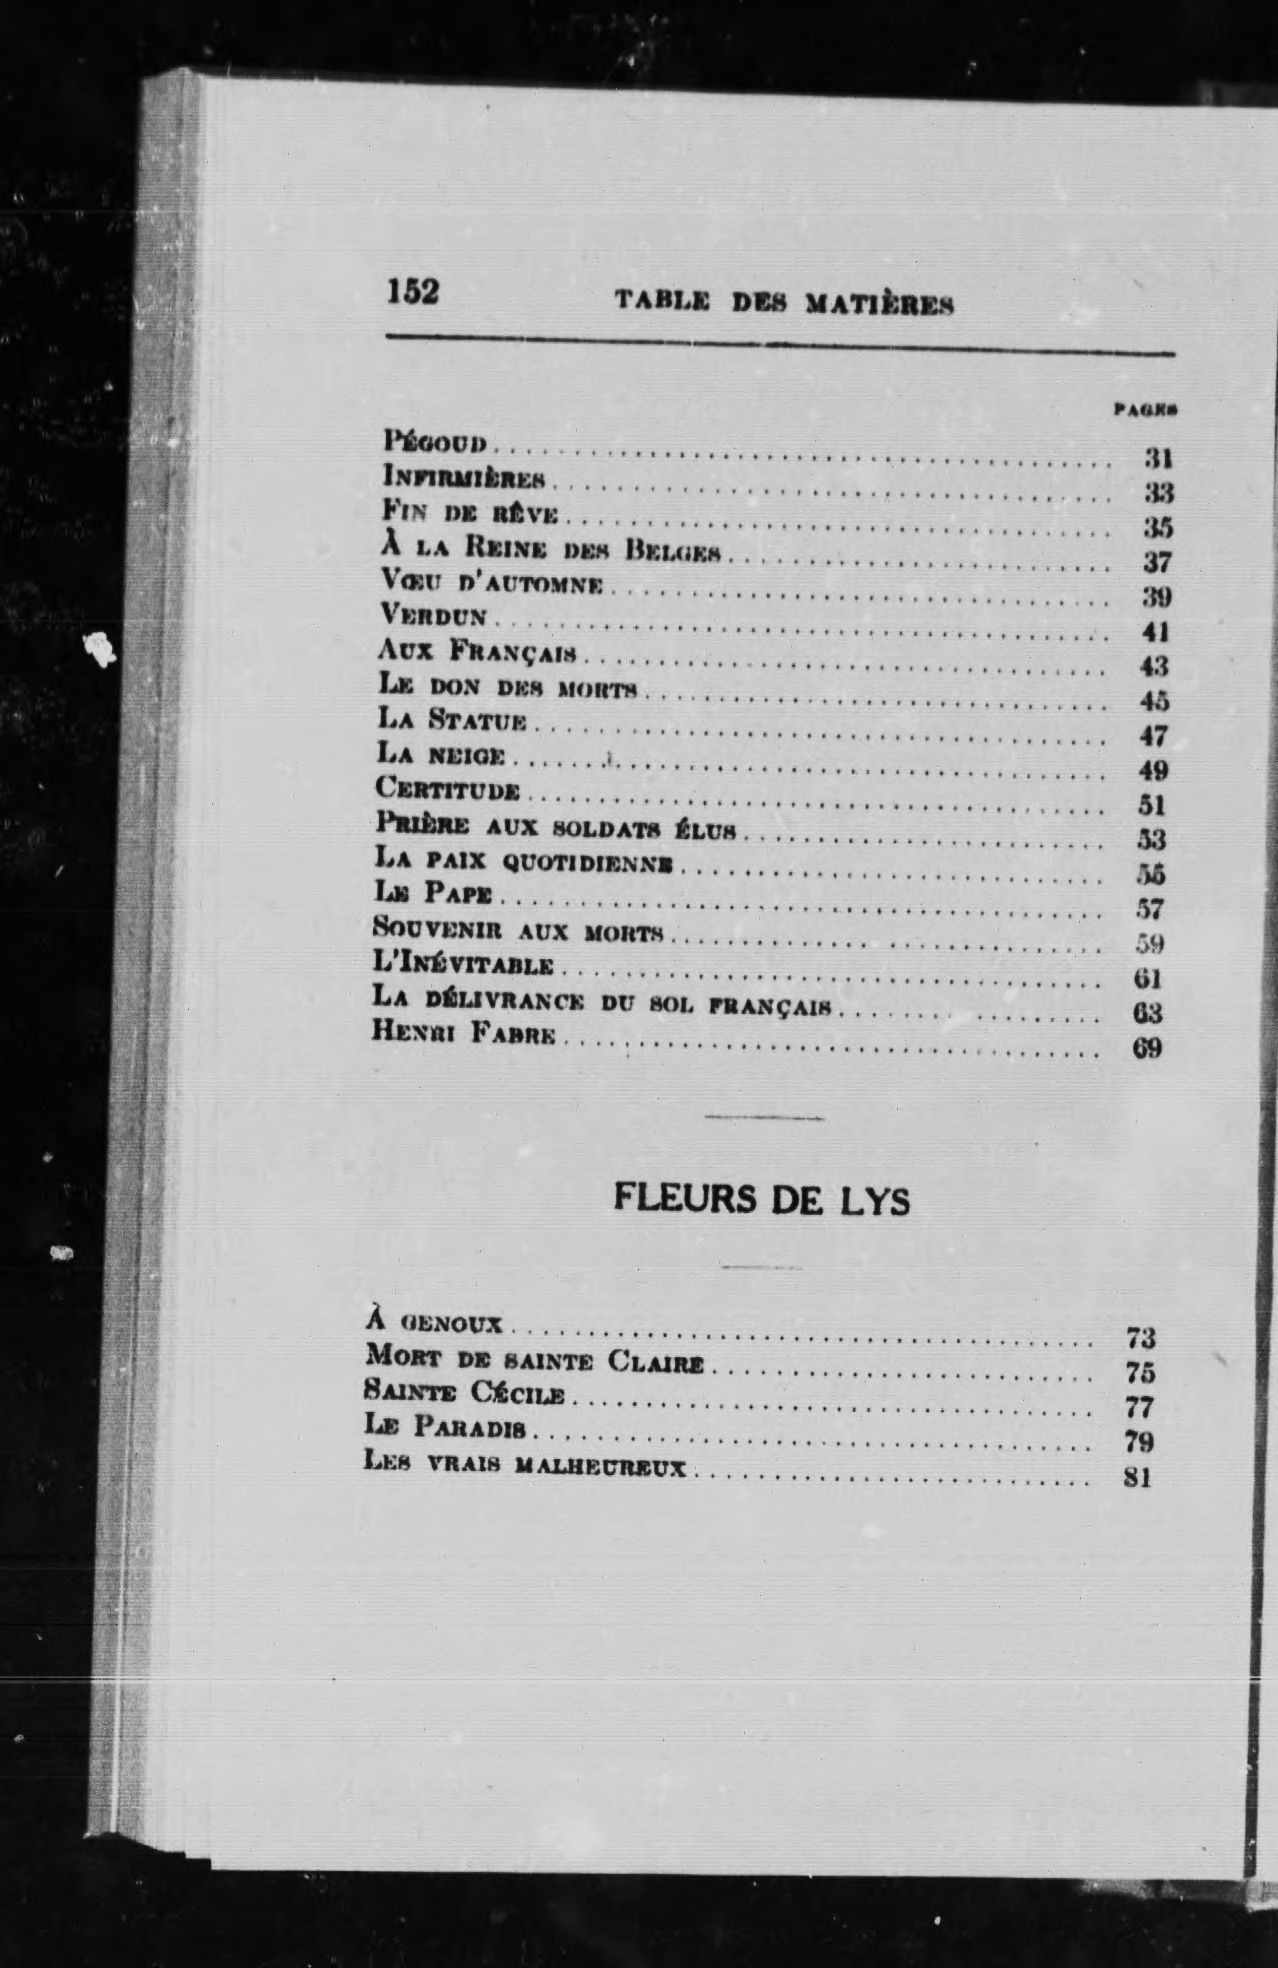 152 TABLE DES MATIÈRES
PAGES
PÉGOUD 31
INFIRMIÈRES 33
FIN DE RÊVE 35
À LA REINE DES BELGES 37
VŒU D'AUTOMNE 39
VERDUN 41
AUX FRANÇAIS 43
LE DON DES MORTS 45
LA STATUE 47
LA NEIGE 49
CERTITUDE 51
PRIÈRE AUX SOLDATS ÉLUS 53
LA PAIX QUOTIDIENNE 55
LE PAPE 57
SOUVENIR AUX MORTS 59
L'INÉVITABLE 61
LA DÉLIVRANCE DU SOL FRANÇAIS 63
HENRI FABRE 69
FLEURS DE LYS
À GENOUX 73
MORT DE SAINTE CLAIRE 75
SAINTE CÉCILE 77
LE PARADIS 79
LES VRAIS MALHEUREUX 81